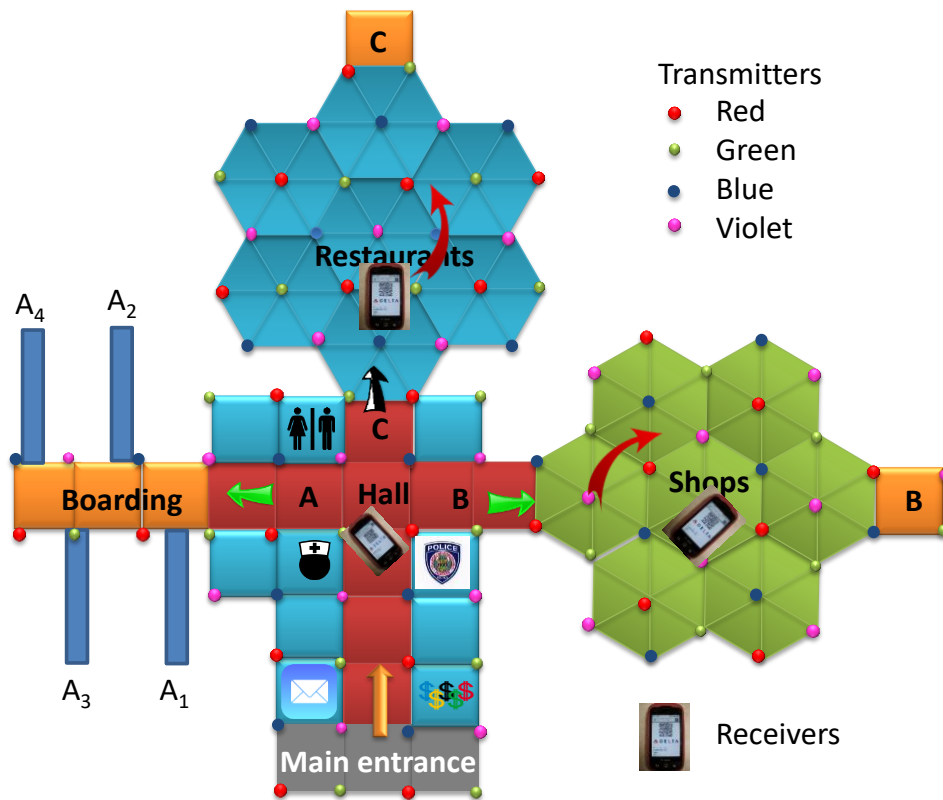 C
Transmitters
Red
Green
Blue
Violet
Restaurants
A4
A2
C
Boarding
A
Hall
B
Shops
B
POLICE
A3
A1
$$$$$
Main entrance
Receivers